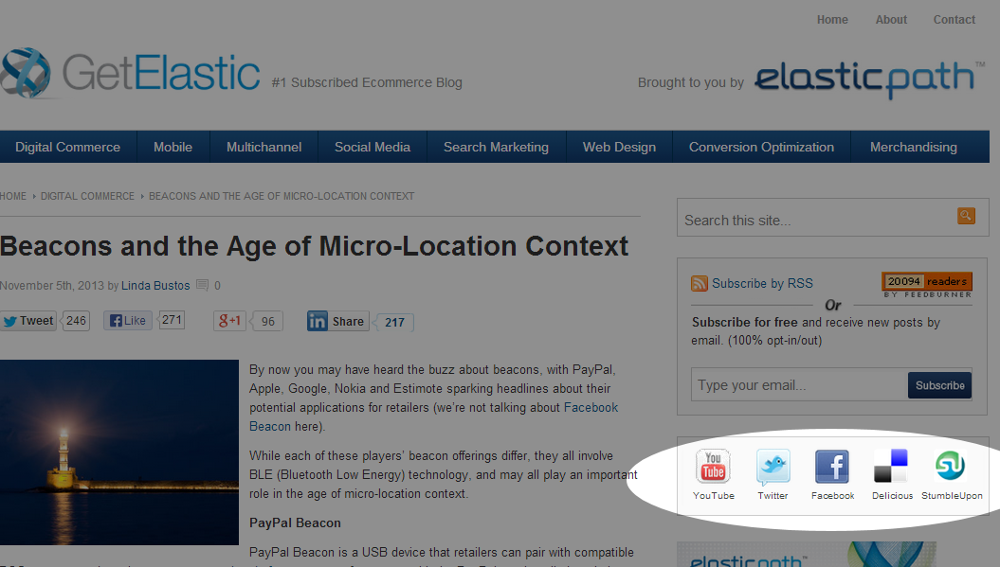 Home About Contact
GetElastic #1 Subscribed Ecommerce Blog
Brought to you by elasticpath™
Digital Commerce Mobile Multichannel Social Media Search Marketing Web Design Conversion Optimization Merchandising
HOME DIGITAL COMMERCE BEACONS AND THE AGE OF MICRO-LOCATION CONTEXT
Beacons and the Age of Micro-Location Context
November 5th, 2013 by Linda Bustos 0
Tweet 246 Like 271 g+1 96 in Share 217
By now you may have heard the buzz about beacons, with PayPal,
Apple, Google, Nokia and Estimote sparking headlines about their
potential applications for retailers (we're not talking about Facebook
Beacon here).
While each of these players' beacon offerings differ, they all involve
BLE (Bluetooth Low Energy) technology, and may all play an important
role in the age of micro-location context.
PayPal Beacon
PayPal Beacon is a USB device that retailers can pair with compatible
Search this site...
Subscribe by RSS
20094 readers
BY FEEDBURNER
Or
Subscribe for free and receive new posts by
email. (100% opt-in/out)
Type your email... Subscribe
You
Tube
YouTube Twitter Facebook Delicious StumbleUpon
elasticpath™